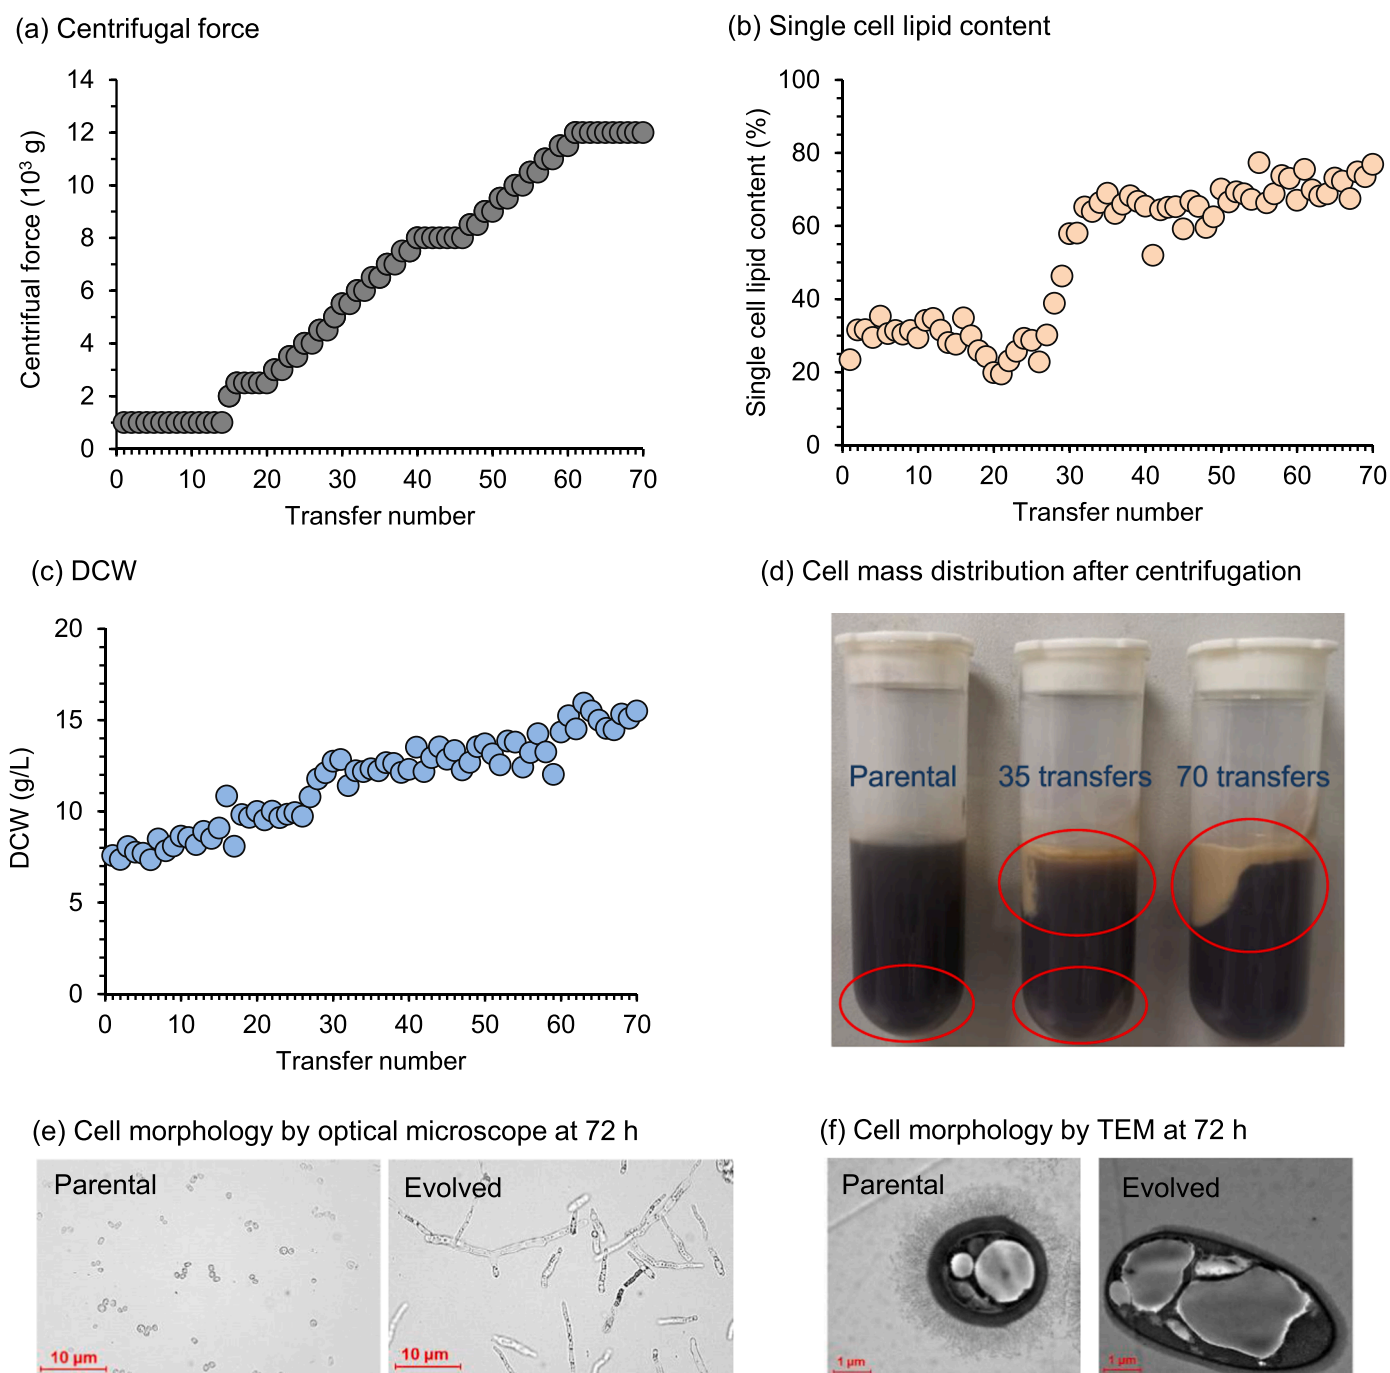 (a) Centrifugal force
(b) Single cell lipid content
Centrifual force (10³ g)
14
12
10
8
6
4
2
0
0 10 20 30 40 50 60 70
Transfer number
Single cell lipid content (%)
100
80
60
40
20
0
0 10 20 30 40 50 60 70
Transfer number
(c) DCW
(d) Cell mass distribution after centrifugation
DCW (g/L)
20
15
10
5
0
0 10 20 30 40 50 60 70
Transfer number
Parental 35 transfers 70 transfers
(e) Cell morphology by optical microscope at 72 h
(f) Cell morphology by TEM at 72 h
Parental
10 µm
Evolved
10 µm
Parental
1 µm
Evolved
1 µm